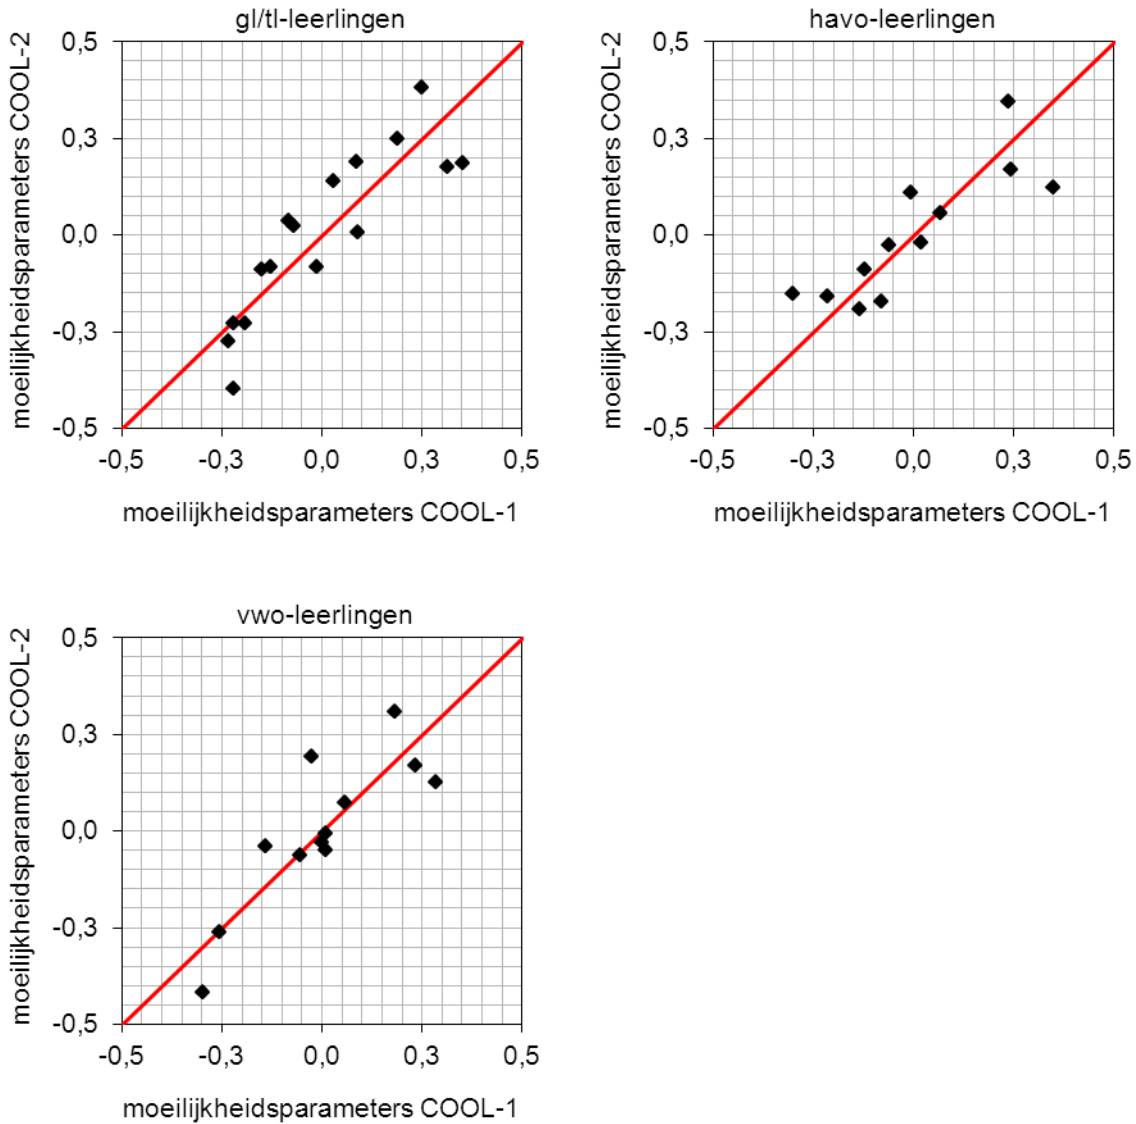 gl/tl-leerlingen
moeilijkheidsparameters COOL-2
0,5
0,3
0,0
-0,3
-0,5
-0,5 -0,3 0,0 0,3 0,5
moeilijkheidsparameters COOL-1
havo-leerlingen
moeilijkheidsparameters COOL-2
0,5
0,3
0,0
-0,3
-0,5
-0,5 -0,3 0,0 0,3 0,5
moeilijkheidsparameters COOL-1
vwo-leerlingen
moeilijkheidsparameters COOL-2
0,5
0,3
0,0
-0,3
-0,5
-0,5 -0,3 0,0 0,3 0,5
moeilijkheidsparameters COOL-1